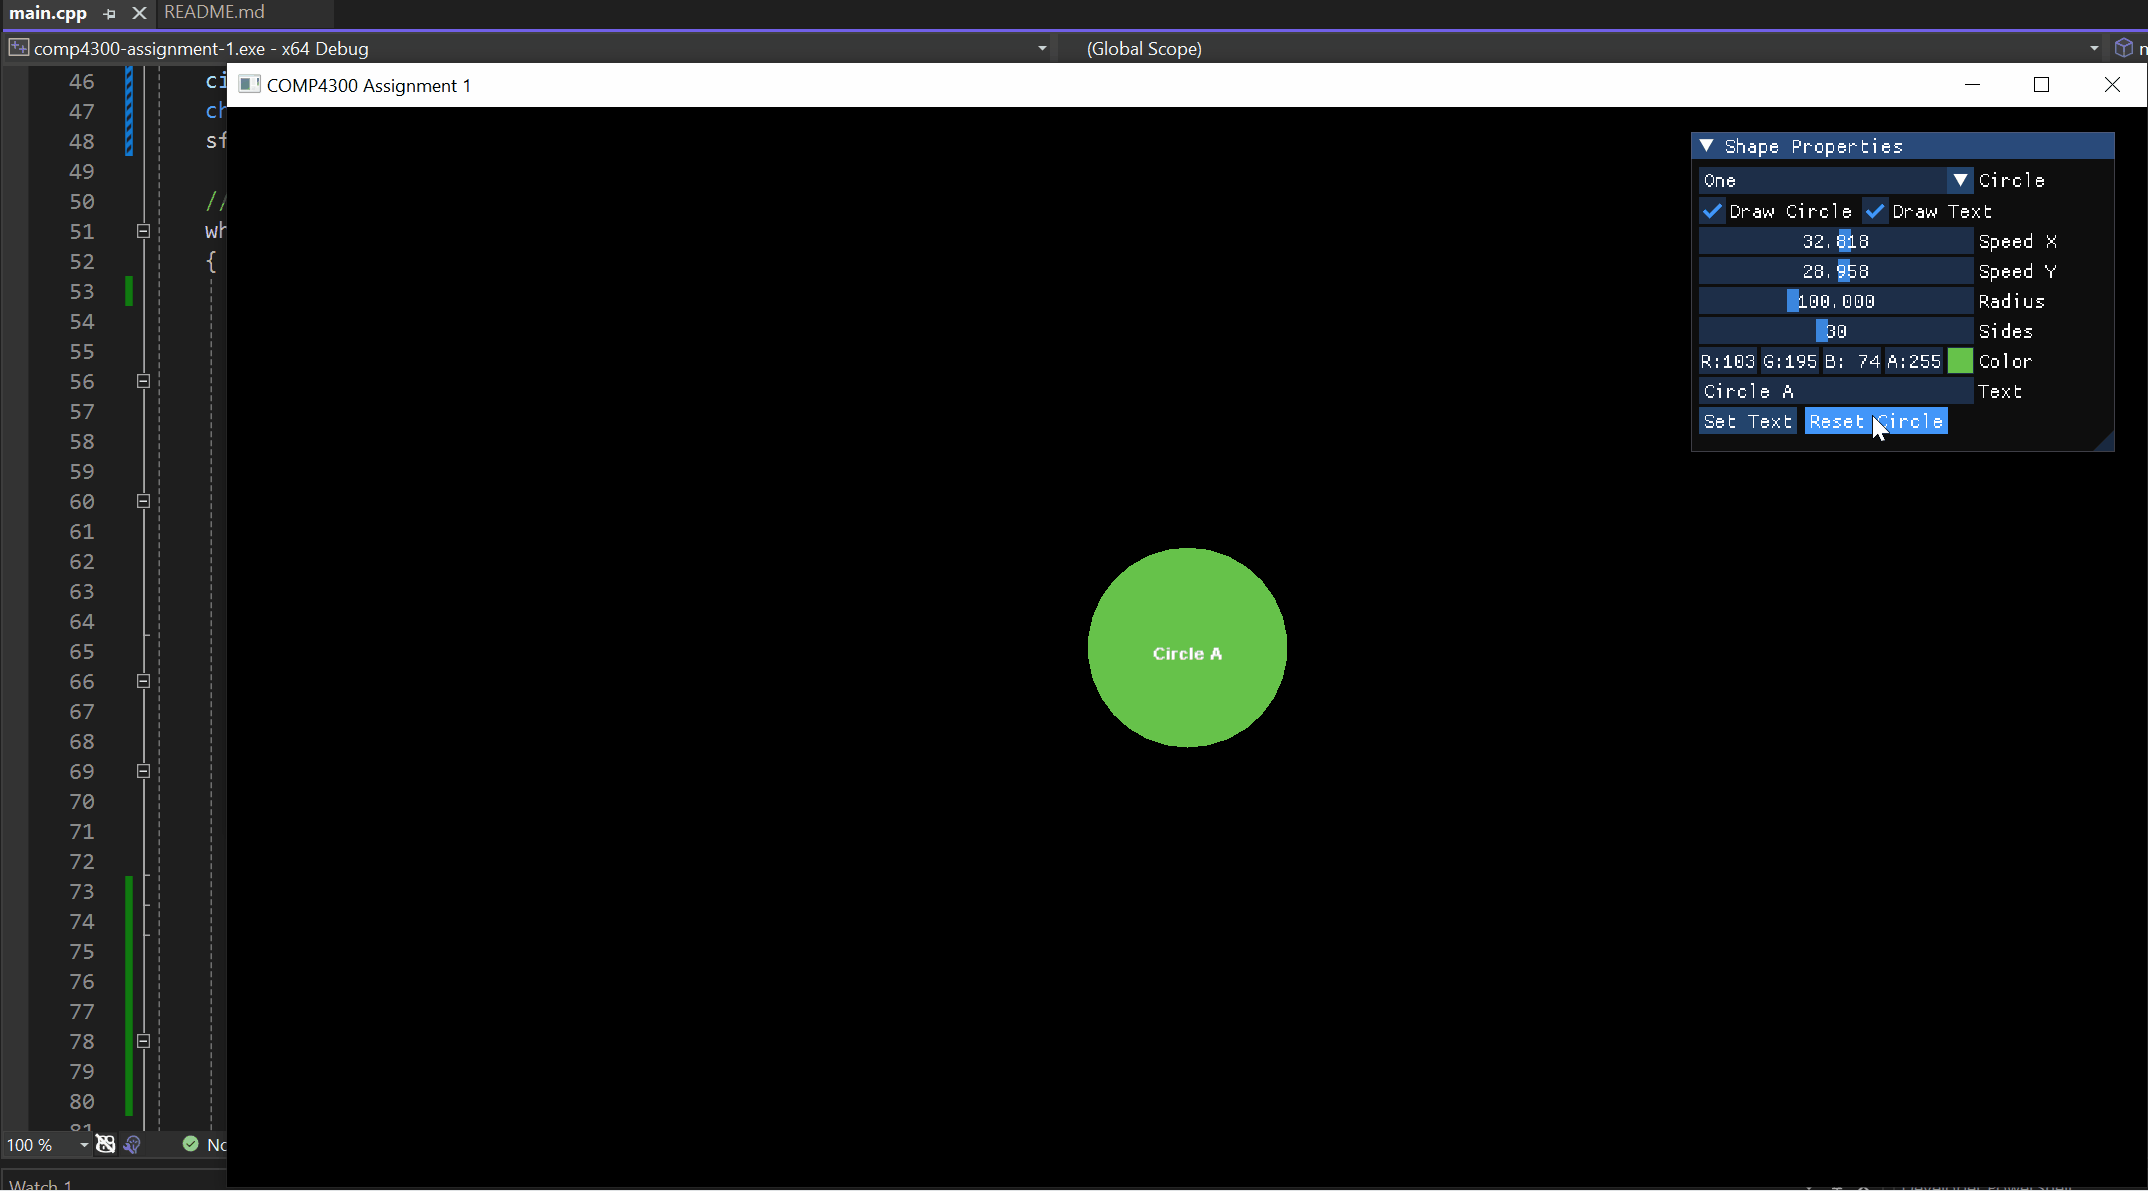 main.cpp README.md
comp4300-assignment-1.exe - x64 Debug (Global Scope)
COMP4300 Assignment 1
46 ci
47 ch
48 sf
49
50 //
51 wh
52 {
53
54
55
56
57
58
59
60
61
62
63
64
65
66
67
68
69
70
71
72
73
74
75
76
77
78
79
80
81
Shape Properties
One Circle
Draw Circle Draw Text
32.818 Speed X
28.958 Speed Y
100.000 Radius
30 Sides
R:103 G:195 B: 74 A:255 Color
Circle A Text
Set Text Reset Circle
Circle A
100 % No
Watch 1